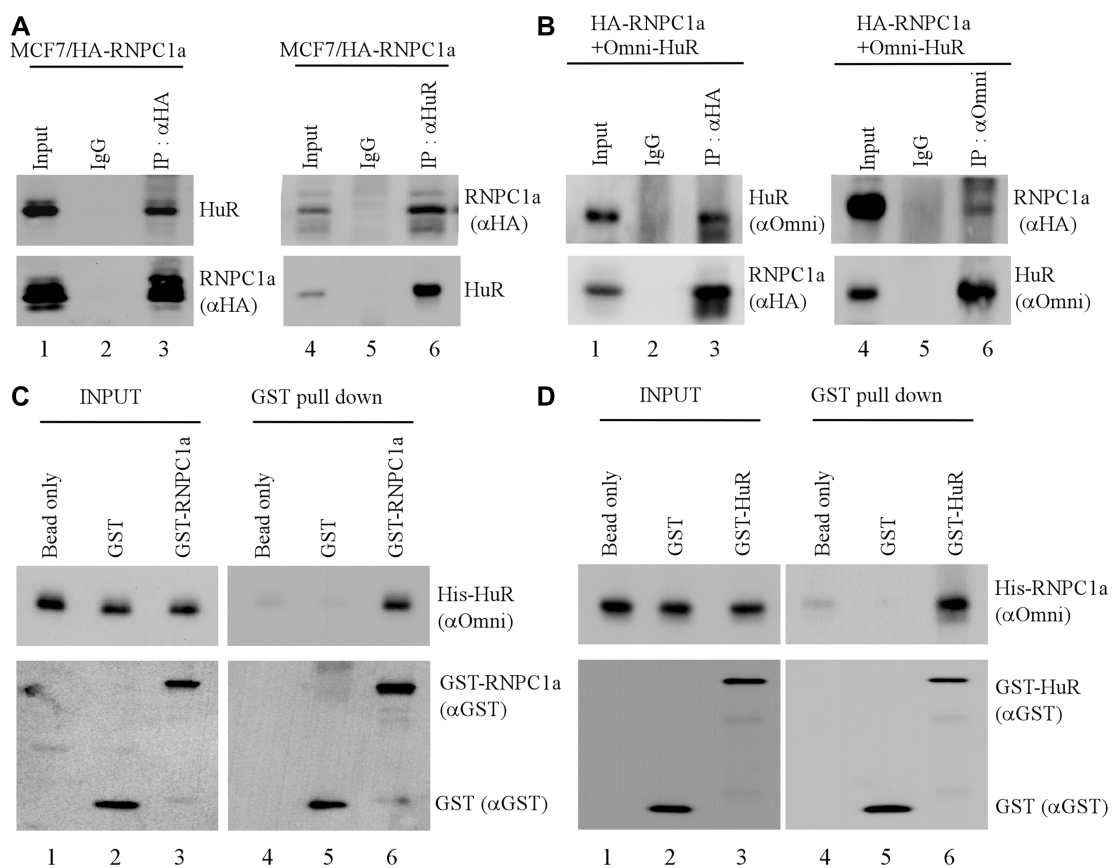 A
MCF7/HA-RNPC1a
Input
IgG
IP : αHA
HuR
RNPC1a
(αHA)
1 2 3
MCF7/HA-RNPC1a
Input
IgG
IP : αHuR
RNPC1a
(αHA)
HuR
4 5 6
B
HA-RNPC1a
+Omni-HuR
Input
IgG
IP : αHA
HuR
(αOmni)
RNPC1a
(αHA)
1 2 3
HA-RNPC1a
+Omni-HuR
Input
IgG
IP : αOmni
RNPC1a
(αHA)
HuR
(αOmni)
4 5 6
C
INPUT
GST pull down
Bead only
GST
GST-RNPC1a
Bead only
GST
GST-RNPC1a
His-HuR
(αOmni)
GST-RNPC1a
(αGST)
GST (αGST)
1 2 3 4 5 6
D
INPUT
GST pull down
Bead only
GST
GST-HuR
Bead only
GST
GST-HuR
His-RNPC1a
(αOmni)
GST-HuR
(αGST)
GST (αGST)
1 2 3 4 5 6